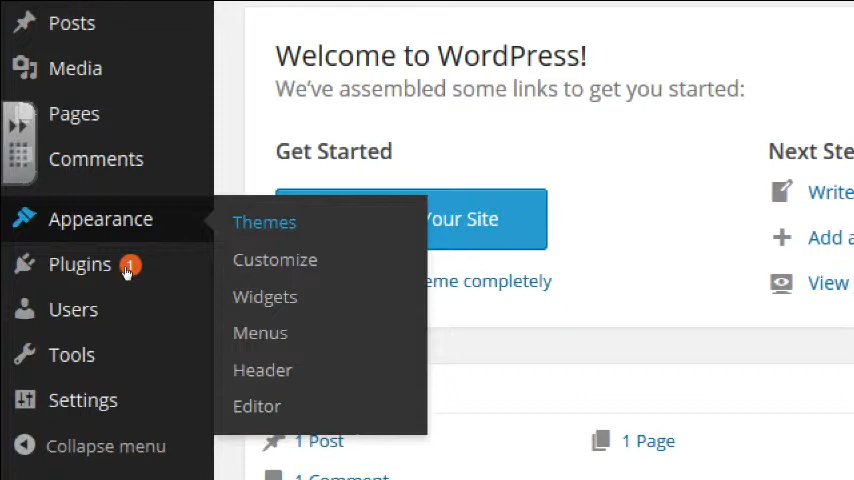 Posts
Media
Pages
Comments
Appearance
Plugins 1
Users
Tools
Settings
Collapse menu
Themes
Customize
Widgets
Menus
Header
Editor
Welcome to WordPress!
We've assembled some links to get you started:
Get Started
Your Site
eme completely
Next Ste
Write
Add a
View
1 Post
1 Page
1 Comment